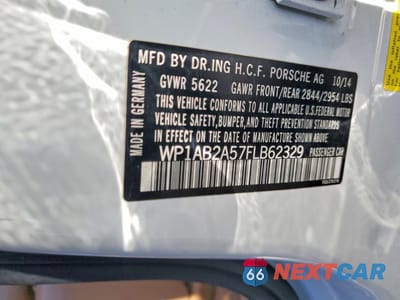 MFD BY DR.ING H.C.F. PORSCHE AG 10/14
GVWR 5622 GAWR FRONT/REAR 2844/2954 LBS
THIS VEHICLE CONFORMS TO ALL APPLICABLE
U.S.FEDERAL MOTOR
VEHICLE SAFETY, BUMPER, AND THEFT
PREVENTION STANDARDS IN EFFECT ON THE
DATE OF MANUFACTURE SHOWN ABOVE.
WP1AB2A57FLB62329 PASSENGER CAR
MADE IN GERMANY
66 NEXTCAR